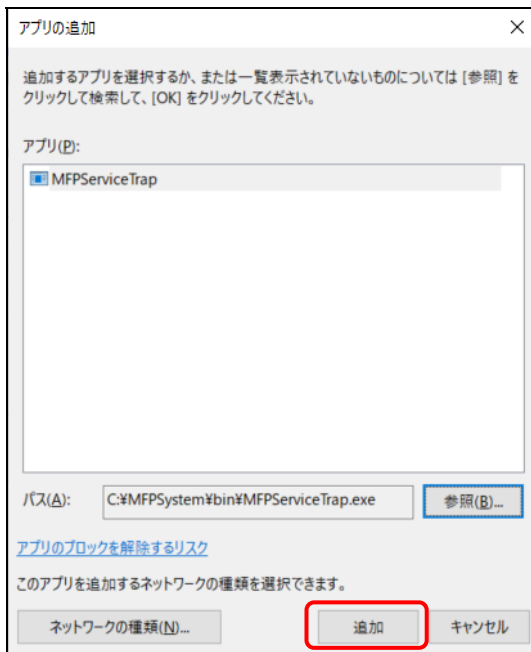 アプリの追加
追加するアプリを選択するか、または一覧表示されていないものについては [参照] を
クリックして検索して、[OK] をクリックしてください。
アプリ(P):
MFPServiceTrap
パス(A):
C:¥MFPSystem¥bin¥MFPServiceTrap.exe
参照(B)...
アプリのブロックを解除するリスク
このアプリを追加するネットワークの種類を選択できます。
ネットワークの種類(N)...
追加
キャンセル